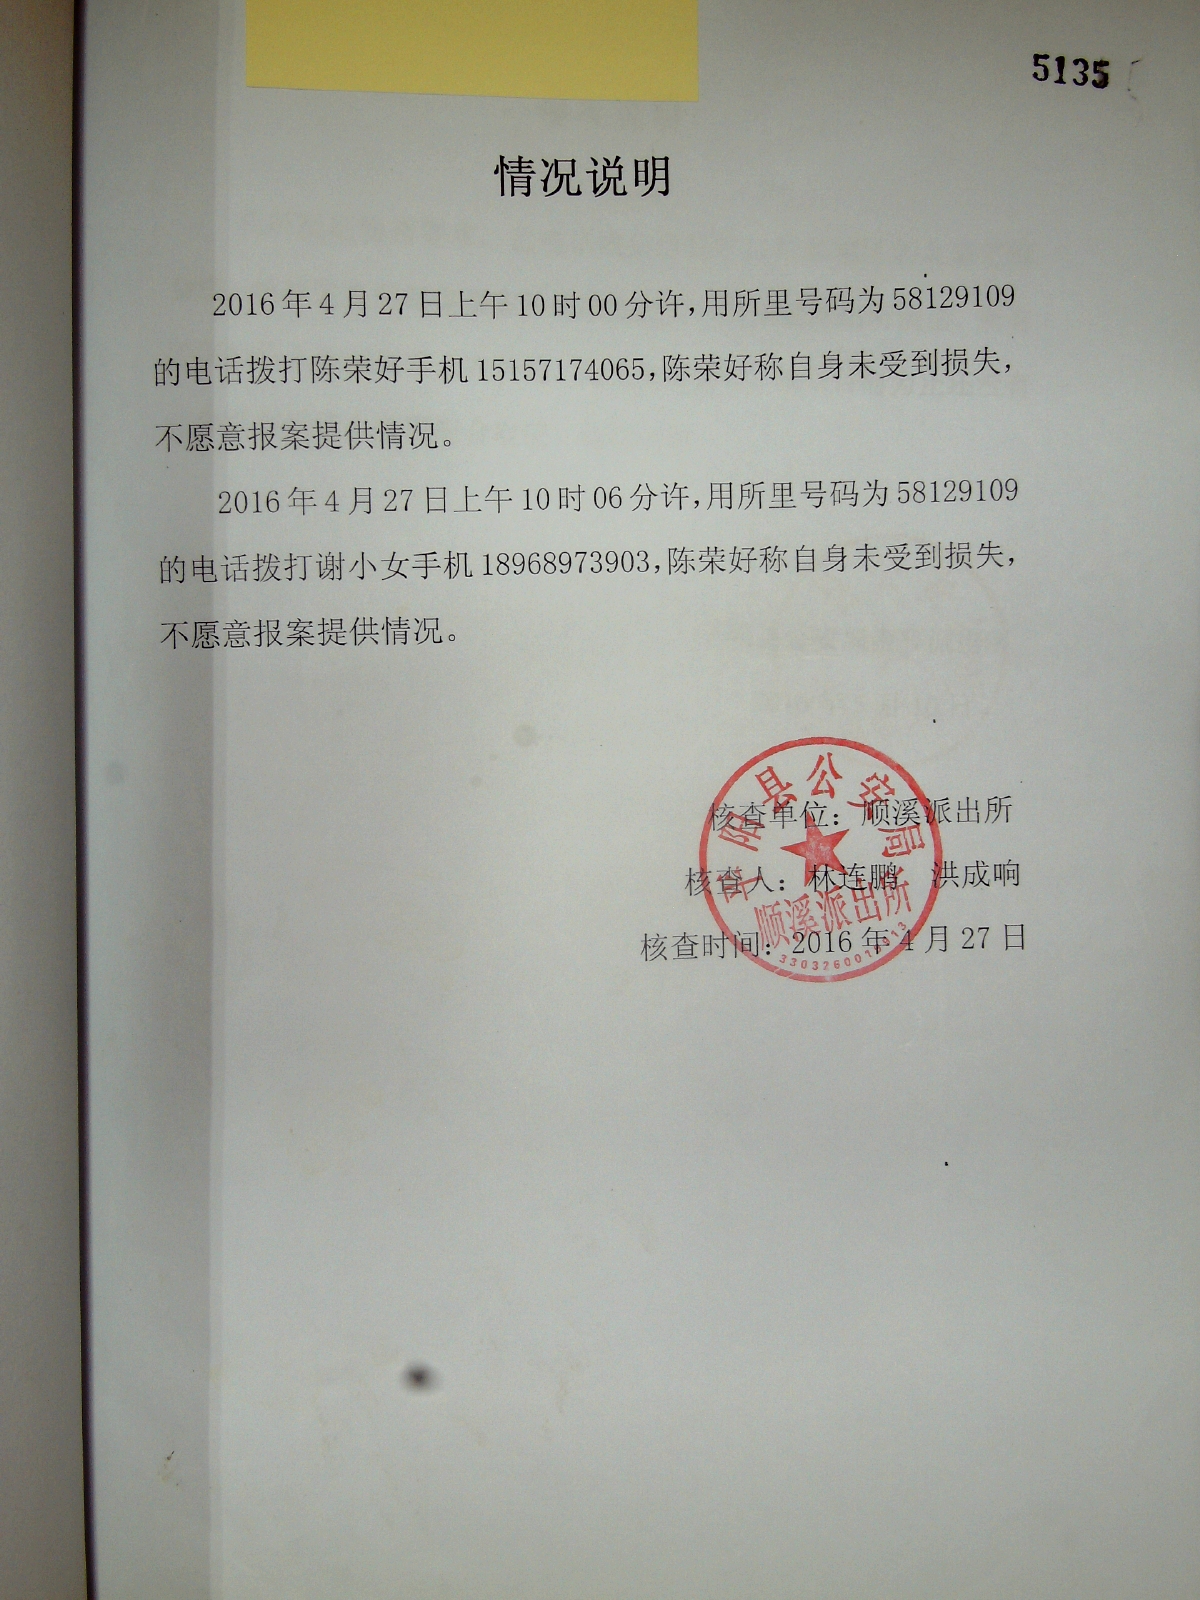 5135
情况说明
2016年4月27日上午10时00分许,用所里号码为58129109
的电话拨打陈荣好手机15157174065,陈荣好称自身未受到损失,
不愿意报案提供情况。
2016年4月27日上午10时06分许,用所里号码为58129109
的电话拨打谢小女手机18968973903,陈荣好称自身未受到损失,
不愿意报案提供情况。
平阳县公安局
核查单位：顺溪派出所
核查人：林连鹏 洪成响
顺溪派出所
核查时间：2016年4月27日